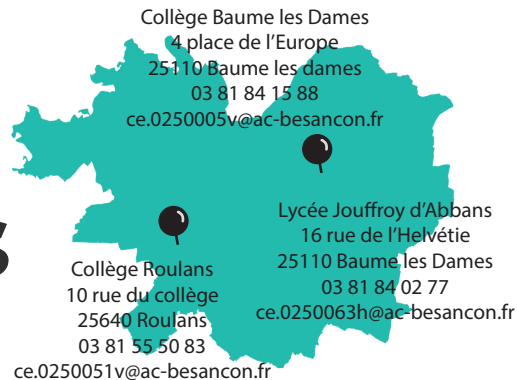 Collège Baume les Dames
4 place de l’Europe
25110 Baume les dames
03 81 84 15 88
ce.0250005v@ac-besancon.fr
Lycée Jouffroy d’Abbans
16 rue de l’Helvétie
25110 Baume les Dames
03 81 84 02 77
ce.0250063h@ac-besancon.fr
s
Collège Roulans
10 rue du collège
25640 Roulans
03 81 55 50 83
ce.0250051v@ac-besancon.fr